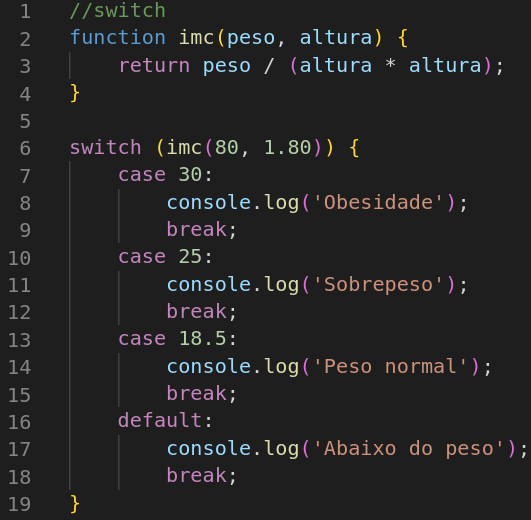 1 //switch
2 function imc(peso, altura) {
3     return peso / (altura * altura);
4 }
5
6 switch (imc(80, 1.80)) {
7     case 30:
8         console.log('Obesidade');
9         break;
10     case 25:
11         console.log('Sobrepeso');
12         break;
13     case 18.5:
14         console.log('Peso normal');
15         break;
16     default:
17         console.log('Abaixo do peso');
18         break;
19 }